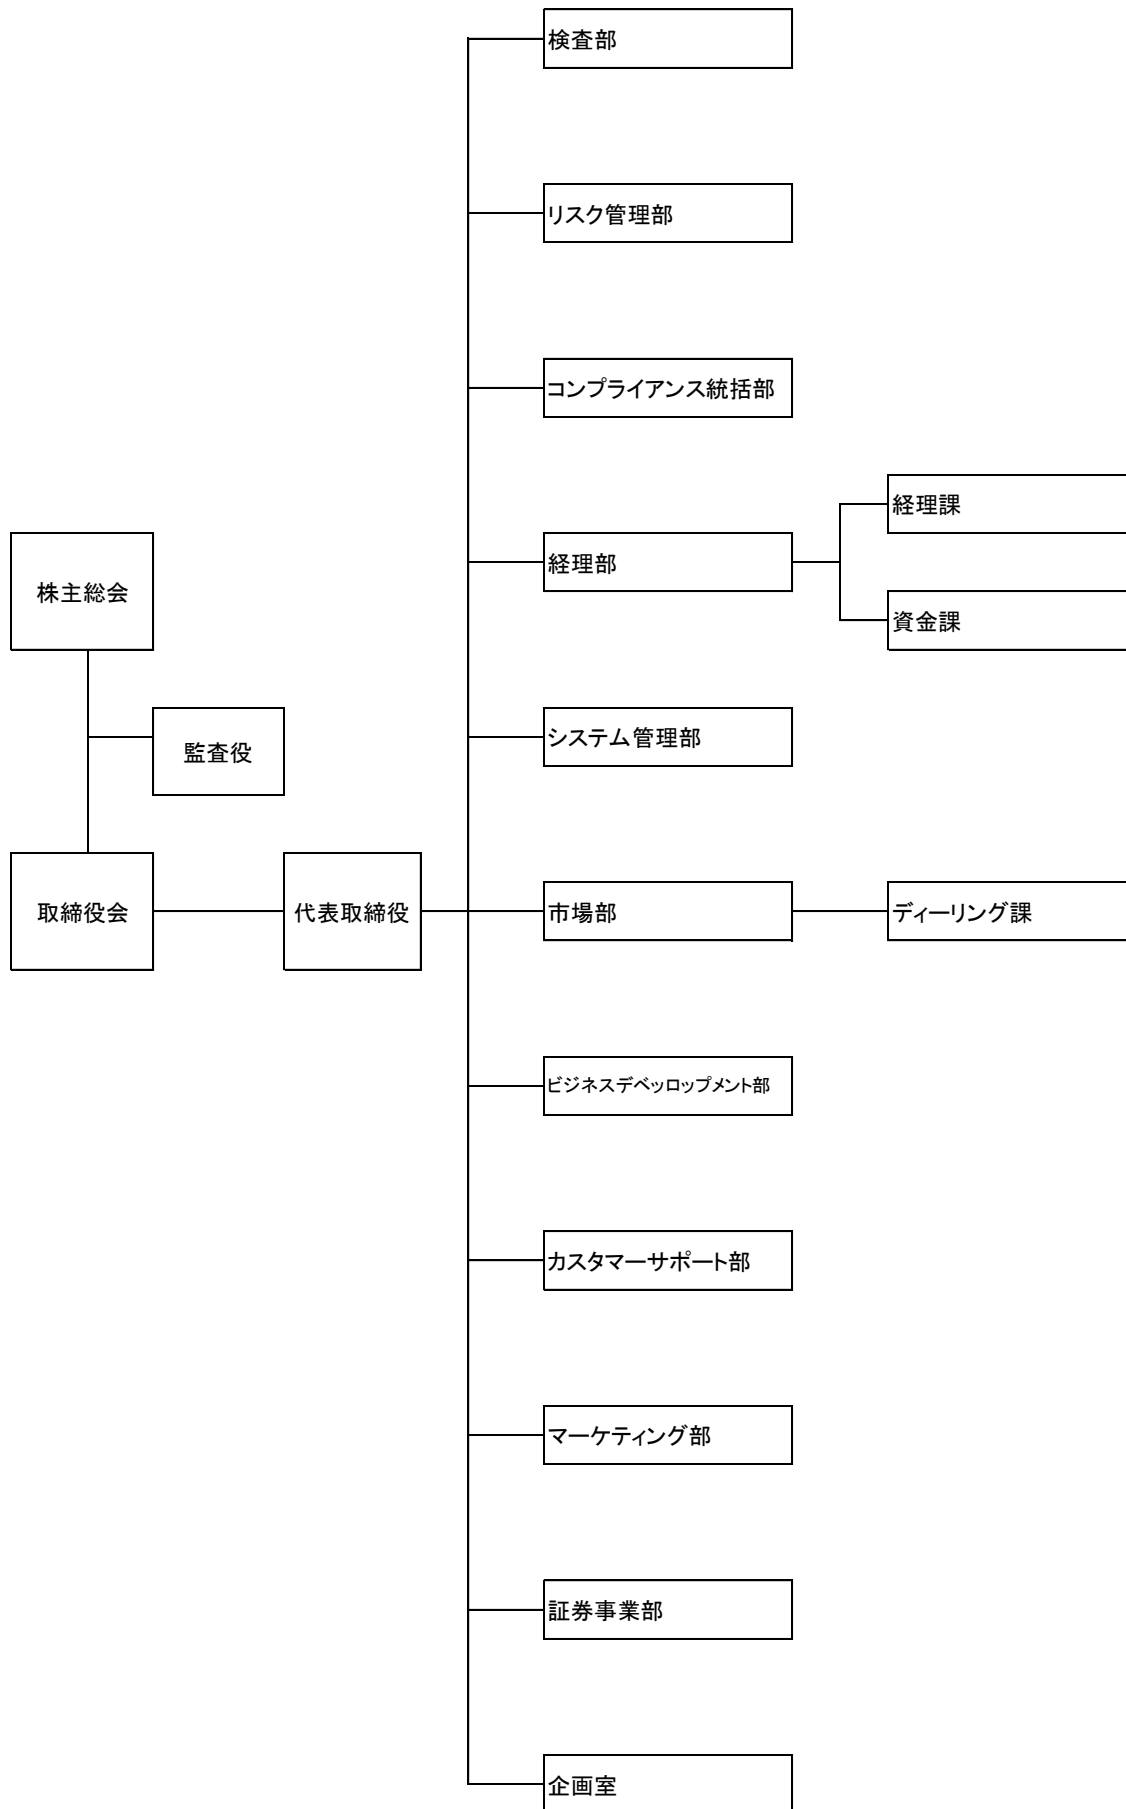 検査部
リスク管理部
コンプライアンス統括部
経理課
株主総会
経理部
資金課
監査役
システム管理部
取締役会
代表取締役
市場部
ディーリング課
ビジネスデベッロップメント部
カスタマーサポート部
マーケティング部
証券事業部
企画室